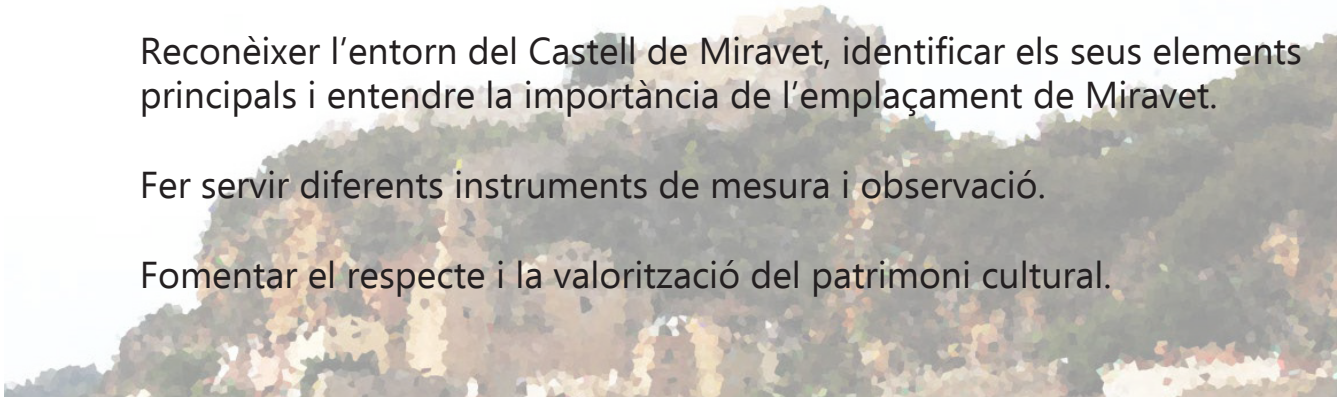 Reconèixer l’entorn del Castell de Miravet, identificar els seus elements
principals i entendre la importància de l’emplaçament de Miravet.
Fer servir diferents instruments de mesura i observació.
Fomentar el respecte i la valorització del patrimoni cultural.